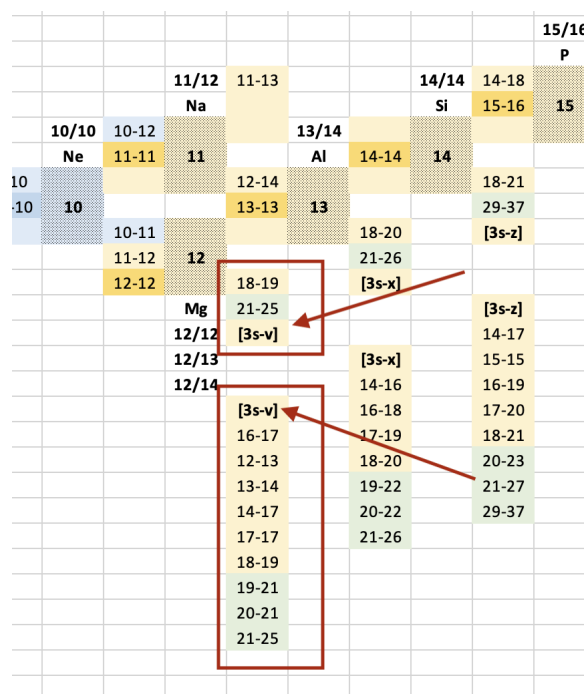 15/16
P
11/12 11-13 14/14 14-18
Na Si 15-16 15
10/10 10-12 13/14
Ne 11-11 11 Al 14-14 14
10 12-14 18-21
-10 10 13-13 13 29-37
10-11 18-20 [3s-z]
11-12 12 21-26
12-12 18-19 [3s-x]
Mg 21-25 [3s-z]
12/12 [3s-v] 14-17
12/13 [3s-x] 15-15
12/14 14-16 16-19
[3s-v] 16-18 17-20
16-17 17-19 18-21
12-13 18-20 20-23
13-14 19-22 21-27
14-17 20-22 29-37
17-17 21-26
18-19
19-21
20-21
21-25